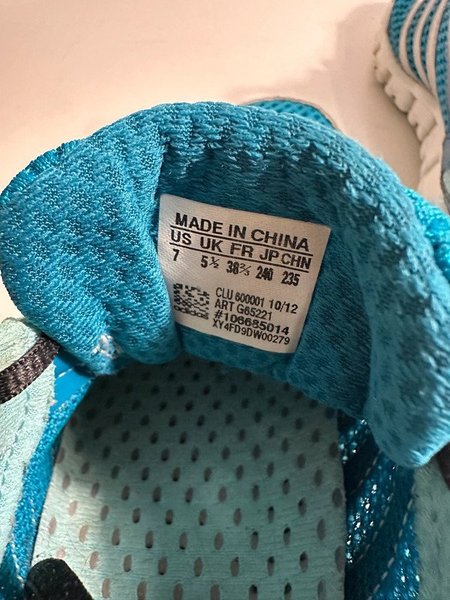 MADE IN CHINA
US UK FR JP CHN
7 5½ 38⅔ 240 235
CLU 600001 10/12
ART G65221
#106685014
XY4FD9DW00279